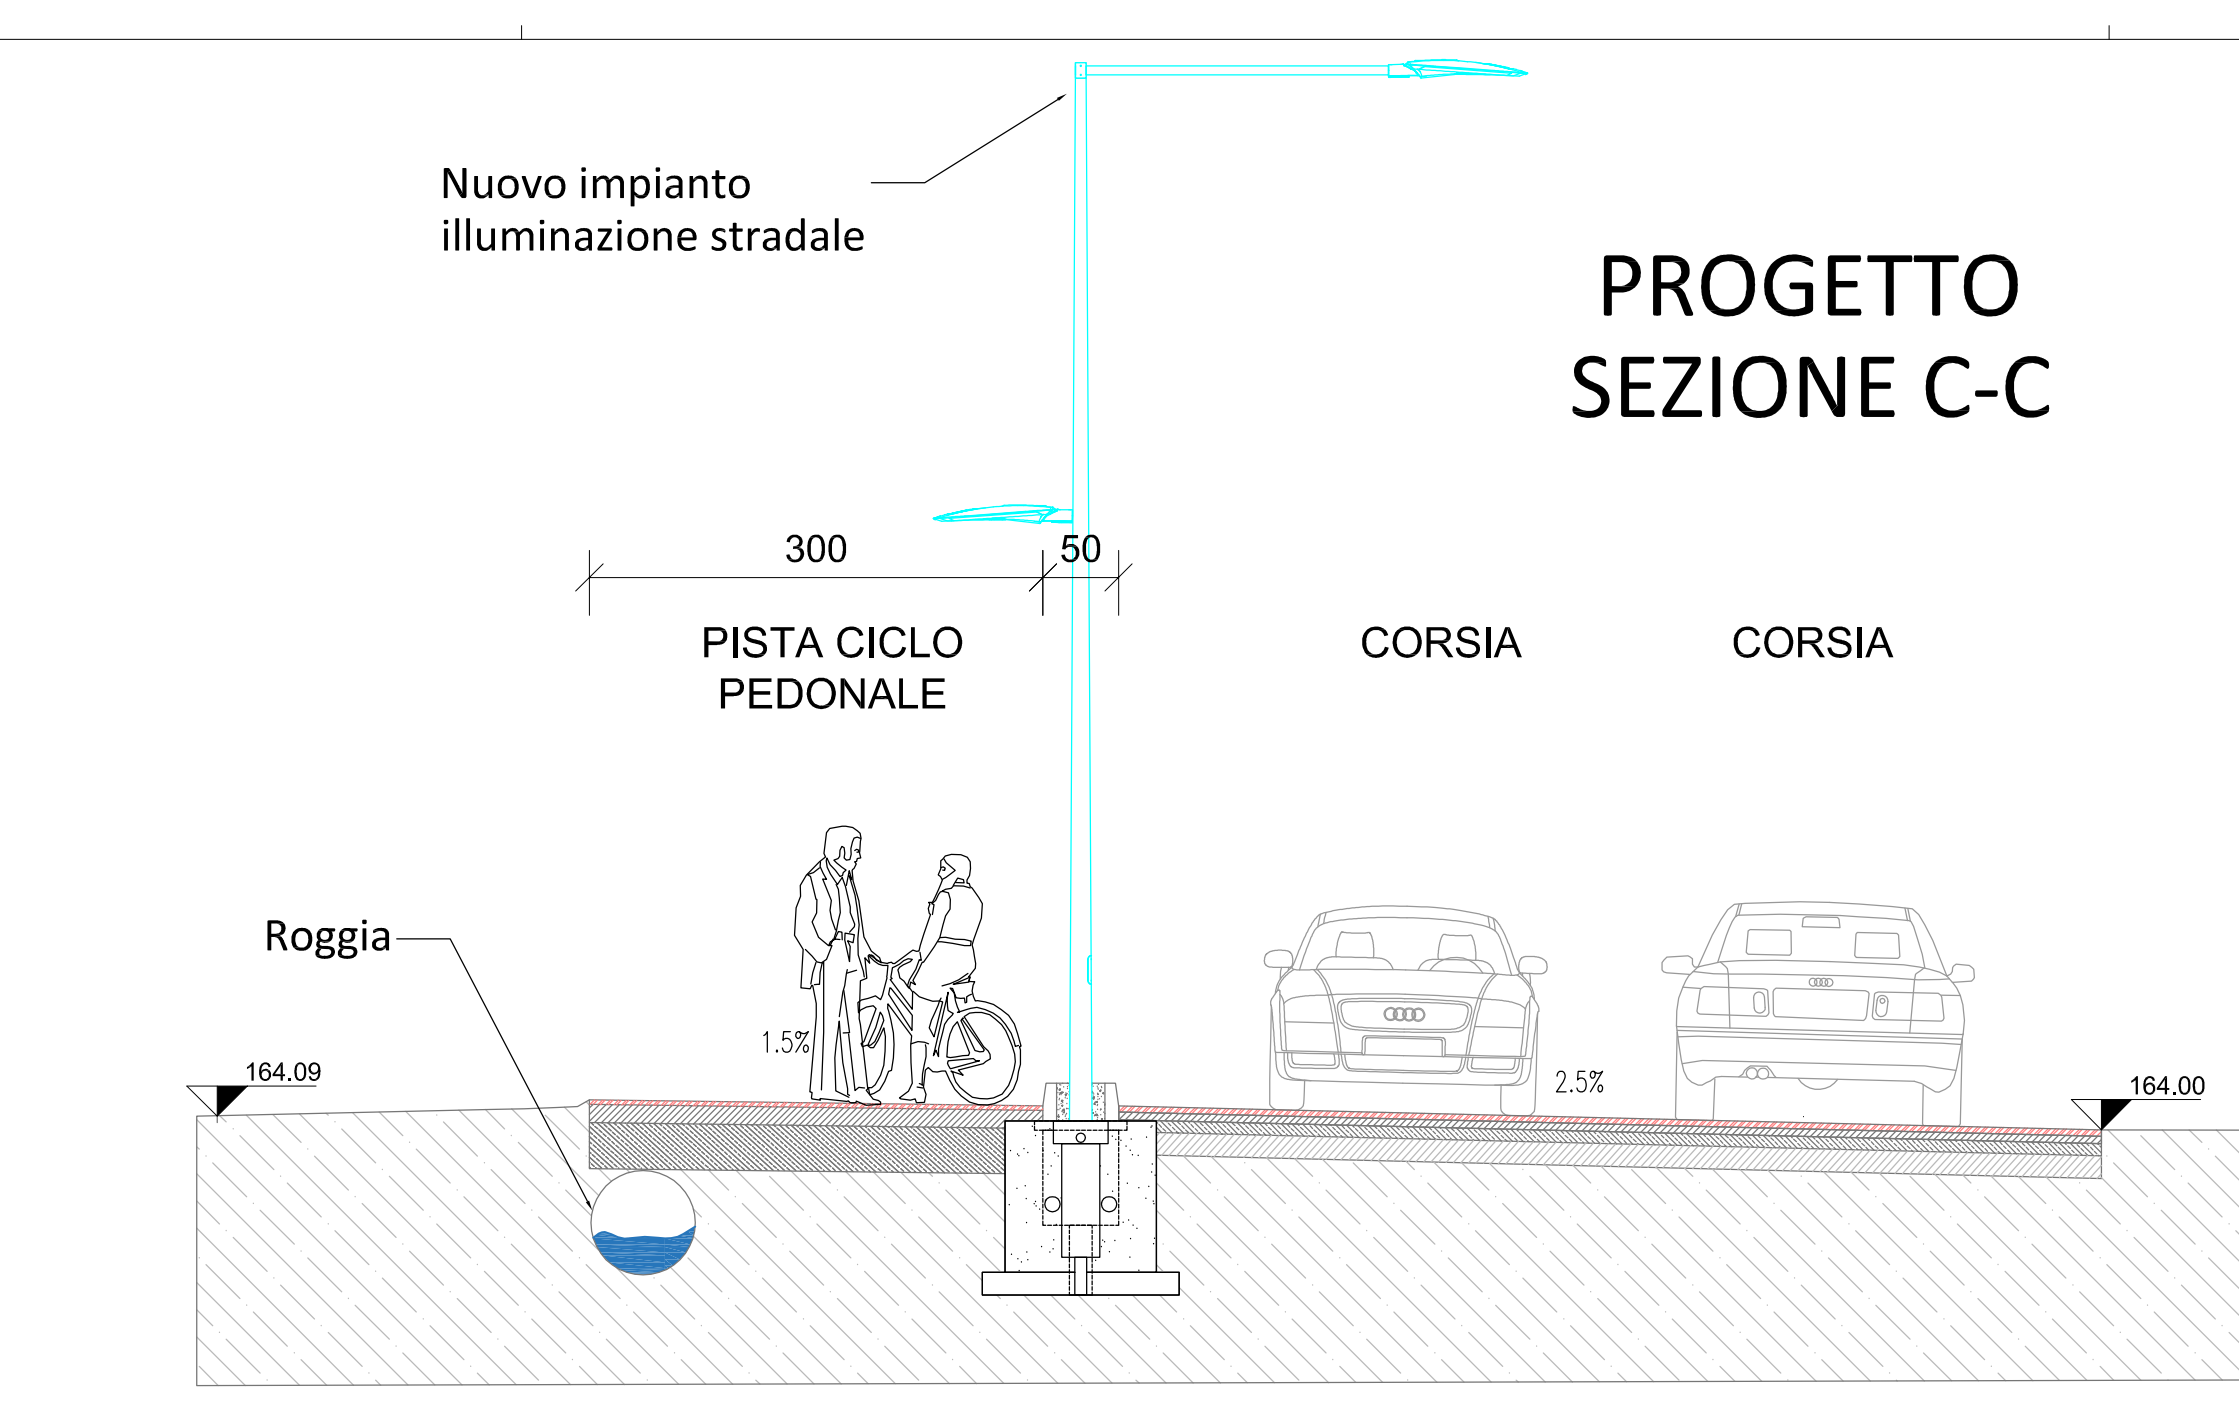 Nuovo impianto
illuminazione stradale
PROGETTO
SEZIONE C-C
300
50
PISTA CICLO
PEDONALE
CORSIA
CORSIA
Roggia
1.5%
164.09
2.5%
164.00